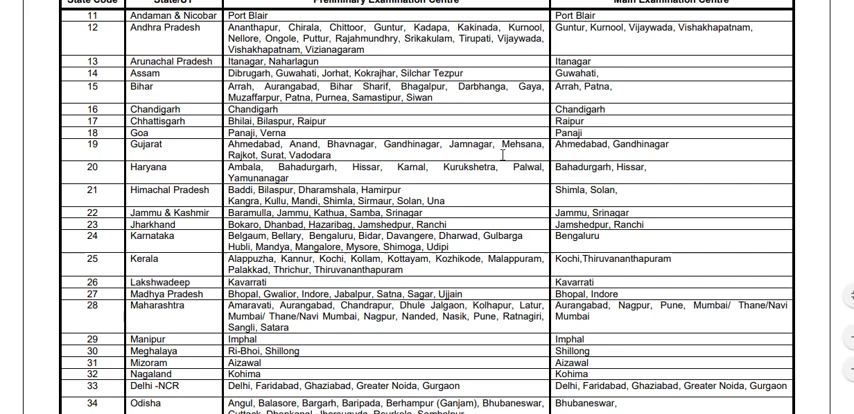 State Code State/UT Preliminary Examination Centre Main Examination Centre
11 Andaman & Nicobar Port Blair Port Blair
12 Andhra Pradesh Ananthapur, Chirala, Chittoor, Guntur, Kadapa, Kakinada, Kurnool, Guntur, Kurnool, Vijaywada, Vishakhapatnam,
Nellore, Ongole, Puttur, Rajahmundhry, Srikakulam, Tirupati, Vijaywada,
Vishakhapatnam, Vizianagaram
13 Arunachal Pradesh Itanagar, Naharlagun Itanagar
14 Assam Dibrugarh, Guwahati, Jorhat, Kokrajhar, Silchar Tezpur Guwahati,
15 Bihar Arrah, Aurangabad, Bihar Sharif, Bhagalpur, Darbhanga, Gaya, Arrah, Patna,
Muzaffarpur, Patna, Purnea, Samastipur, Siwan
16 Chandigarh Chandigarh Chandigarh
17 Chhattisgarh Bhilai, Bilaspur, Raipur Raipur
18 Goa Panaji, Verna Panaji
19 Gujarat Ahmedabad, Anand, Bhavnagar, Gandhinagar, Jamnagar, Mehsana, Ahmedabad, Gandhinagar
Rajkot, Surat, Vadodara
20 Haryana Ambala, Bahadurgarh, Hissar, Karnal, Kurukshetra, Palwal, Bahadurgarh, Hissar,
Yamunanagar
21 Himachal Pradesh Baddi, Bilaspur, Dharamshala, Hamirpur Shimla, Solan,
Kangra, Kullu, Mandi, Shimla, Sirmaur, Solan, Una
22 Jammu & Kashmir Baramulla, Jammu, Kathua, Samba, Srinagar Jammu, Srinagar
23 Jharkhand Bokaro, Dhanbad, Hazaribag, Jamshedpur, Ranchi Jamshedpur, Ranchi
24 Karnataka Belgaum, Bellary, Bengaluru, Bidar, Davangere, Dharwad, Gulbarga Bengaluru
Hubli, Mandya, Mangalore, Mysore, Shimoga, Udipi
25 Kerala Alappuzha, Kannur, Kochi, Kollam, Kottayam, Kozhikode, Malappuram, Kochi,Thiruvananthapuram
Palakkad, Thrichur, Thiruvananthapuram
26 Lakshwadeep Kavarrati Kavarrati
27 Madhya Pradesh Bhopal, Gwalior, Indore, Jabalpur, Satna, Sagar, Ujjain Bhopal, Indore
28 Maharashtra Amaravati, Aurangabad, Chandrapur, Dhule Jalgaon, Kolhapur, Latur, Aurangabad, Nagpur, Pune, Mumbai/ Thane/Navi
Mumbai/ Thane/Navi Mumbai, Nagpur, Nanded, Nasik, Pune, Ratnagiri, Mumbai
Sangli, Satara
29 Manipur Imphal Imphal
30 Meghalaya Ri-Bhoi, Shillong Shillong
31 Mizoram Aizawal Aizawal
32 Nagaland Kohima Kohima
33 Delhi -NCR Delhi, Faridabad, Ghaziabad, Greater Noida, Gurgaon Delhi, Faridabad, Ghaziabad, Greater Noida, Gurgaon
34 Odisha Angul, Balasore, Bargarh, Baripada, Berhampur (Ganjam), Bhubaneswar, Bhubaneswar,
Cuttack, Dhenkanal, Jharsuguda, Rourkela, Sambalpur